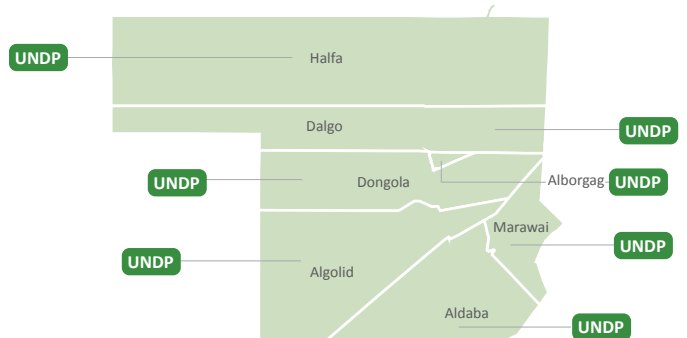 UNDP
Halfa
Dalgo
UNDP
UNDP
Dongola
Alborgag
UNDP
Marawai
UNDP
UNDP
Algolid
Aldaba
UNDP